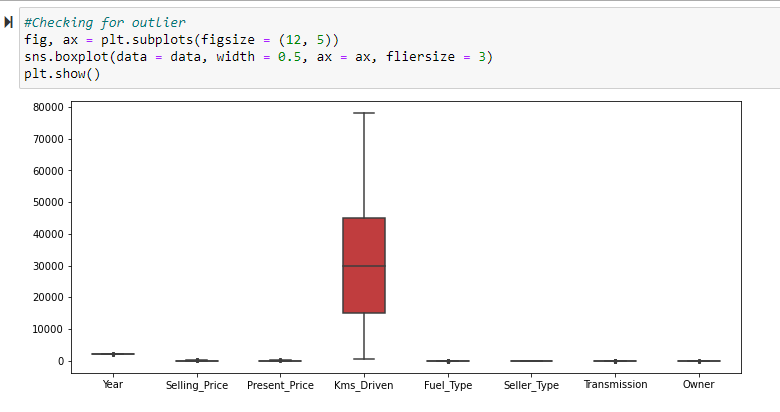 #Checking for outlier
fig, ax = plt.subplots(figsize = (12, 5))
sns.boxplot(data = data, width = 0.5, ax = ax, fliersize = 3)
plt.show()
80000
70000
60000
50000
40000
30000
20000
10000
0
Year Selling_Price Present_Price Kms_Driven Fuel_Type Seller_Type Transmission Owner